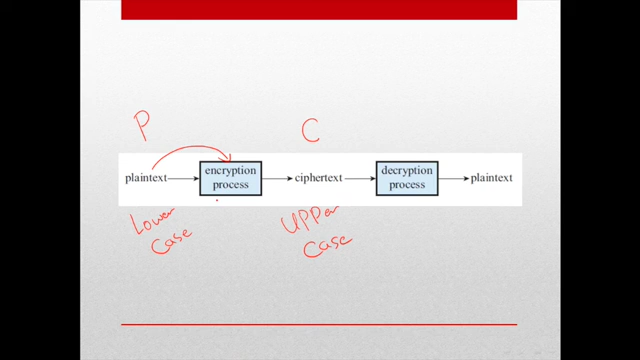 P
C
plaintext encryption process ciphertext decryption process plaintext
Lower
Case
UPPer
Case